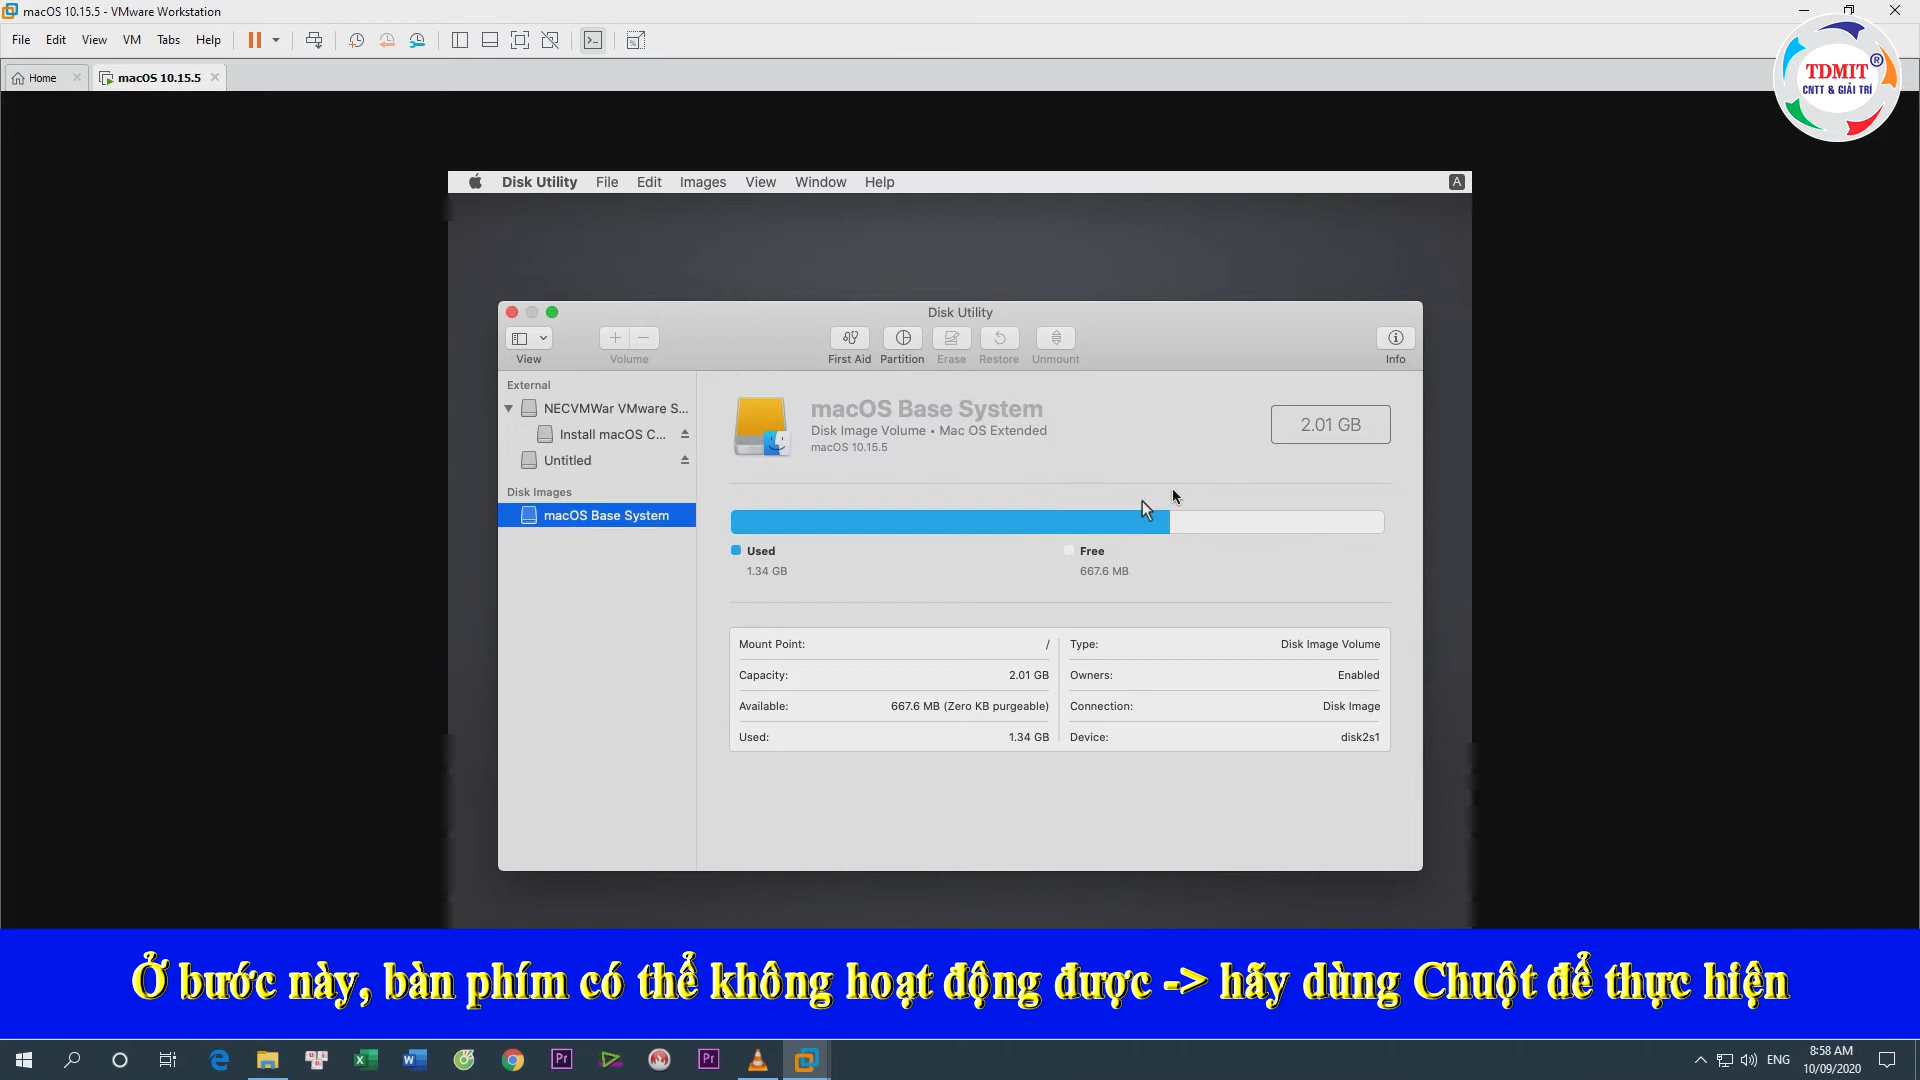 macOS 10.15.5 - VMware Workstation
File Edit View VM Tabs Help
Home macOS 10.15.5
TDMIT ®
CNTT & GIẢI TRÍ
Disk Utility File Edit Images View Window Help A
Disk Utility
View Volume First Aid Partition Erase Restore Unmount Info
External
NECVMWar VMware S...
Install macOS C...
Untitled
Disk Images
macOS Base System
macOS Base System
Disk Image Volume • Mac OS Extended
macOS 10.15.5
2.01 GB
Used
1.34 GB
Free
667.6 MB
Mount Point: /
Capacity: 2.01 GB
Available: 667.6 MB (Zero KB purgeable)
Used: 1.34 GB
Type: Disk Image Volume
Owners: Enabled
Connection: Disk Image
Device: disk2s1
Ở bước này, bàn phím có thể không hoạt động được -> hãy dùng Chuột để thực hiện
Pr Pr ENG
8:58 AM
10/09/2020